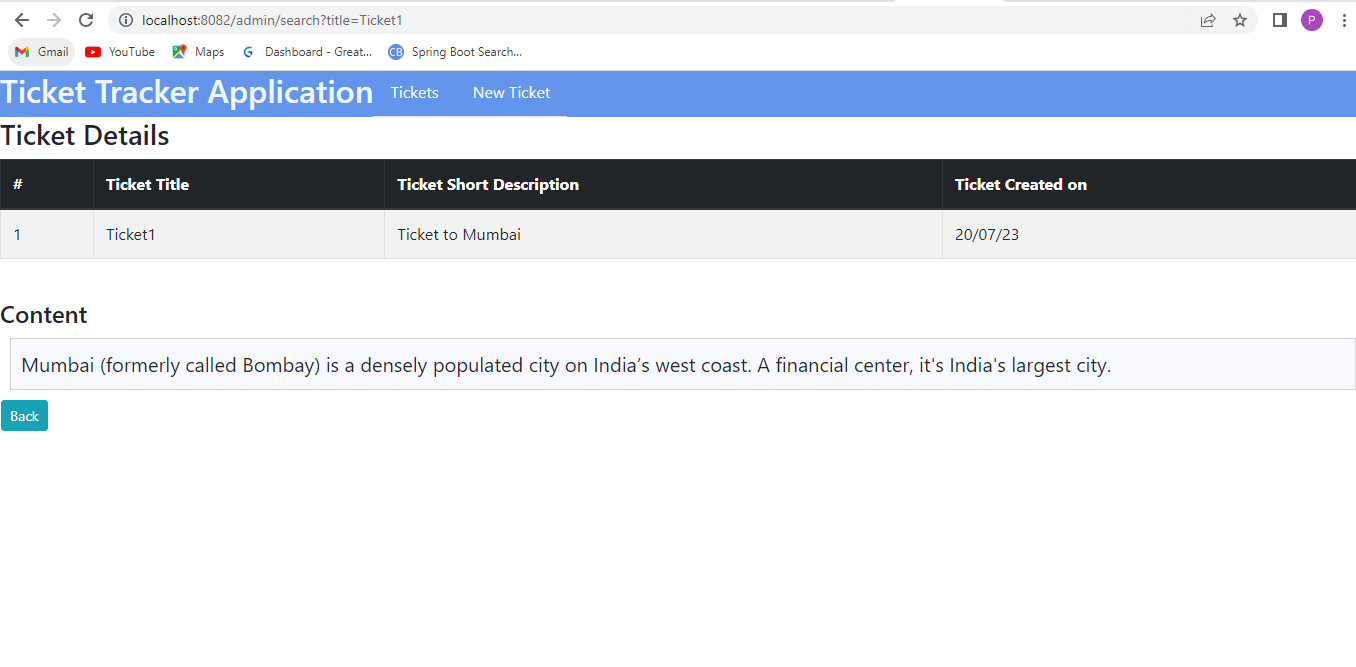 localhost:8082/admin/search?title=Ticket1
P
Gmail YouTube Maps G Dashboard - Great... CB Spring Boot Search...
Ticket Tracker Application Tickets New Ticket
Ticket Details
# Ticket Title Ticket Short Description Ticket Created on
1 Ticket1 Ticket to Mumbai 20/07/23
Content
Mumbai (formerly called Bombay) is a densely populated city on India’s west coast. A financial center, it's India's largest city.
Back